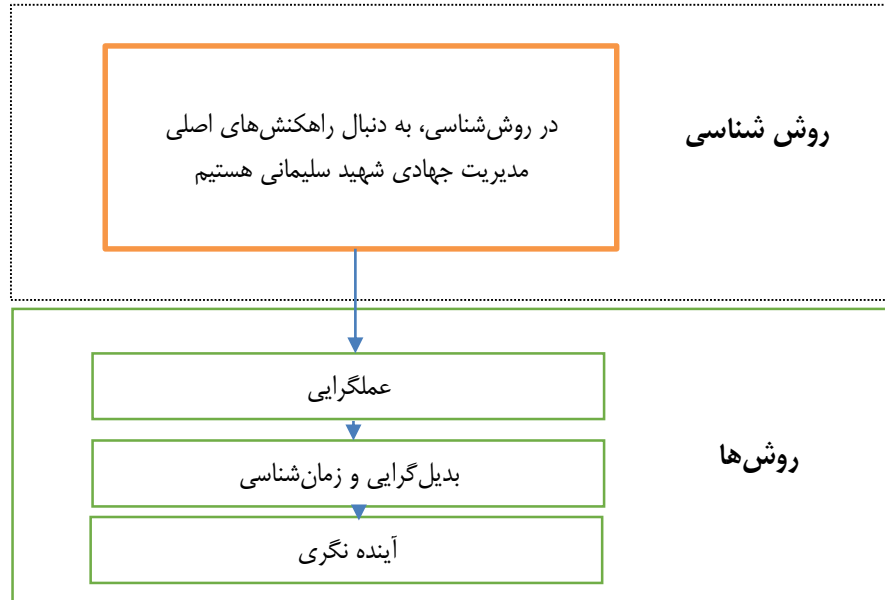 روش شناسی
در روش‌شناسی، به دنبال راهکنش‌های اصلی
مدیریت جهادی شهید سلیمانی هستیم
روش‌ها
عملگرایی
بدیل‌گرایی و زمان‌شناسی
آینده نگری